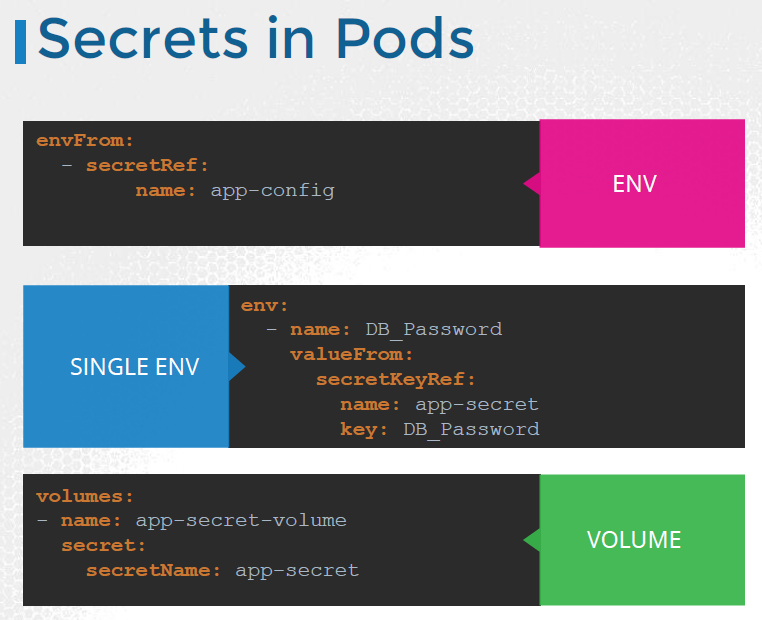 Secrets in Pods
envFrom:
  - secretRef:
        name: app-config
ENV
SINGLE ENV
env:
  - name: DB_Password
    valueFrom:
      secretKeyRef:
        name: app-secret
        key: DB_Password
volumes:
- name: app-secret-volume
  secret:
    secretName: app-secret
VOLUME